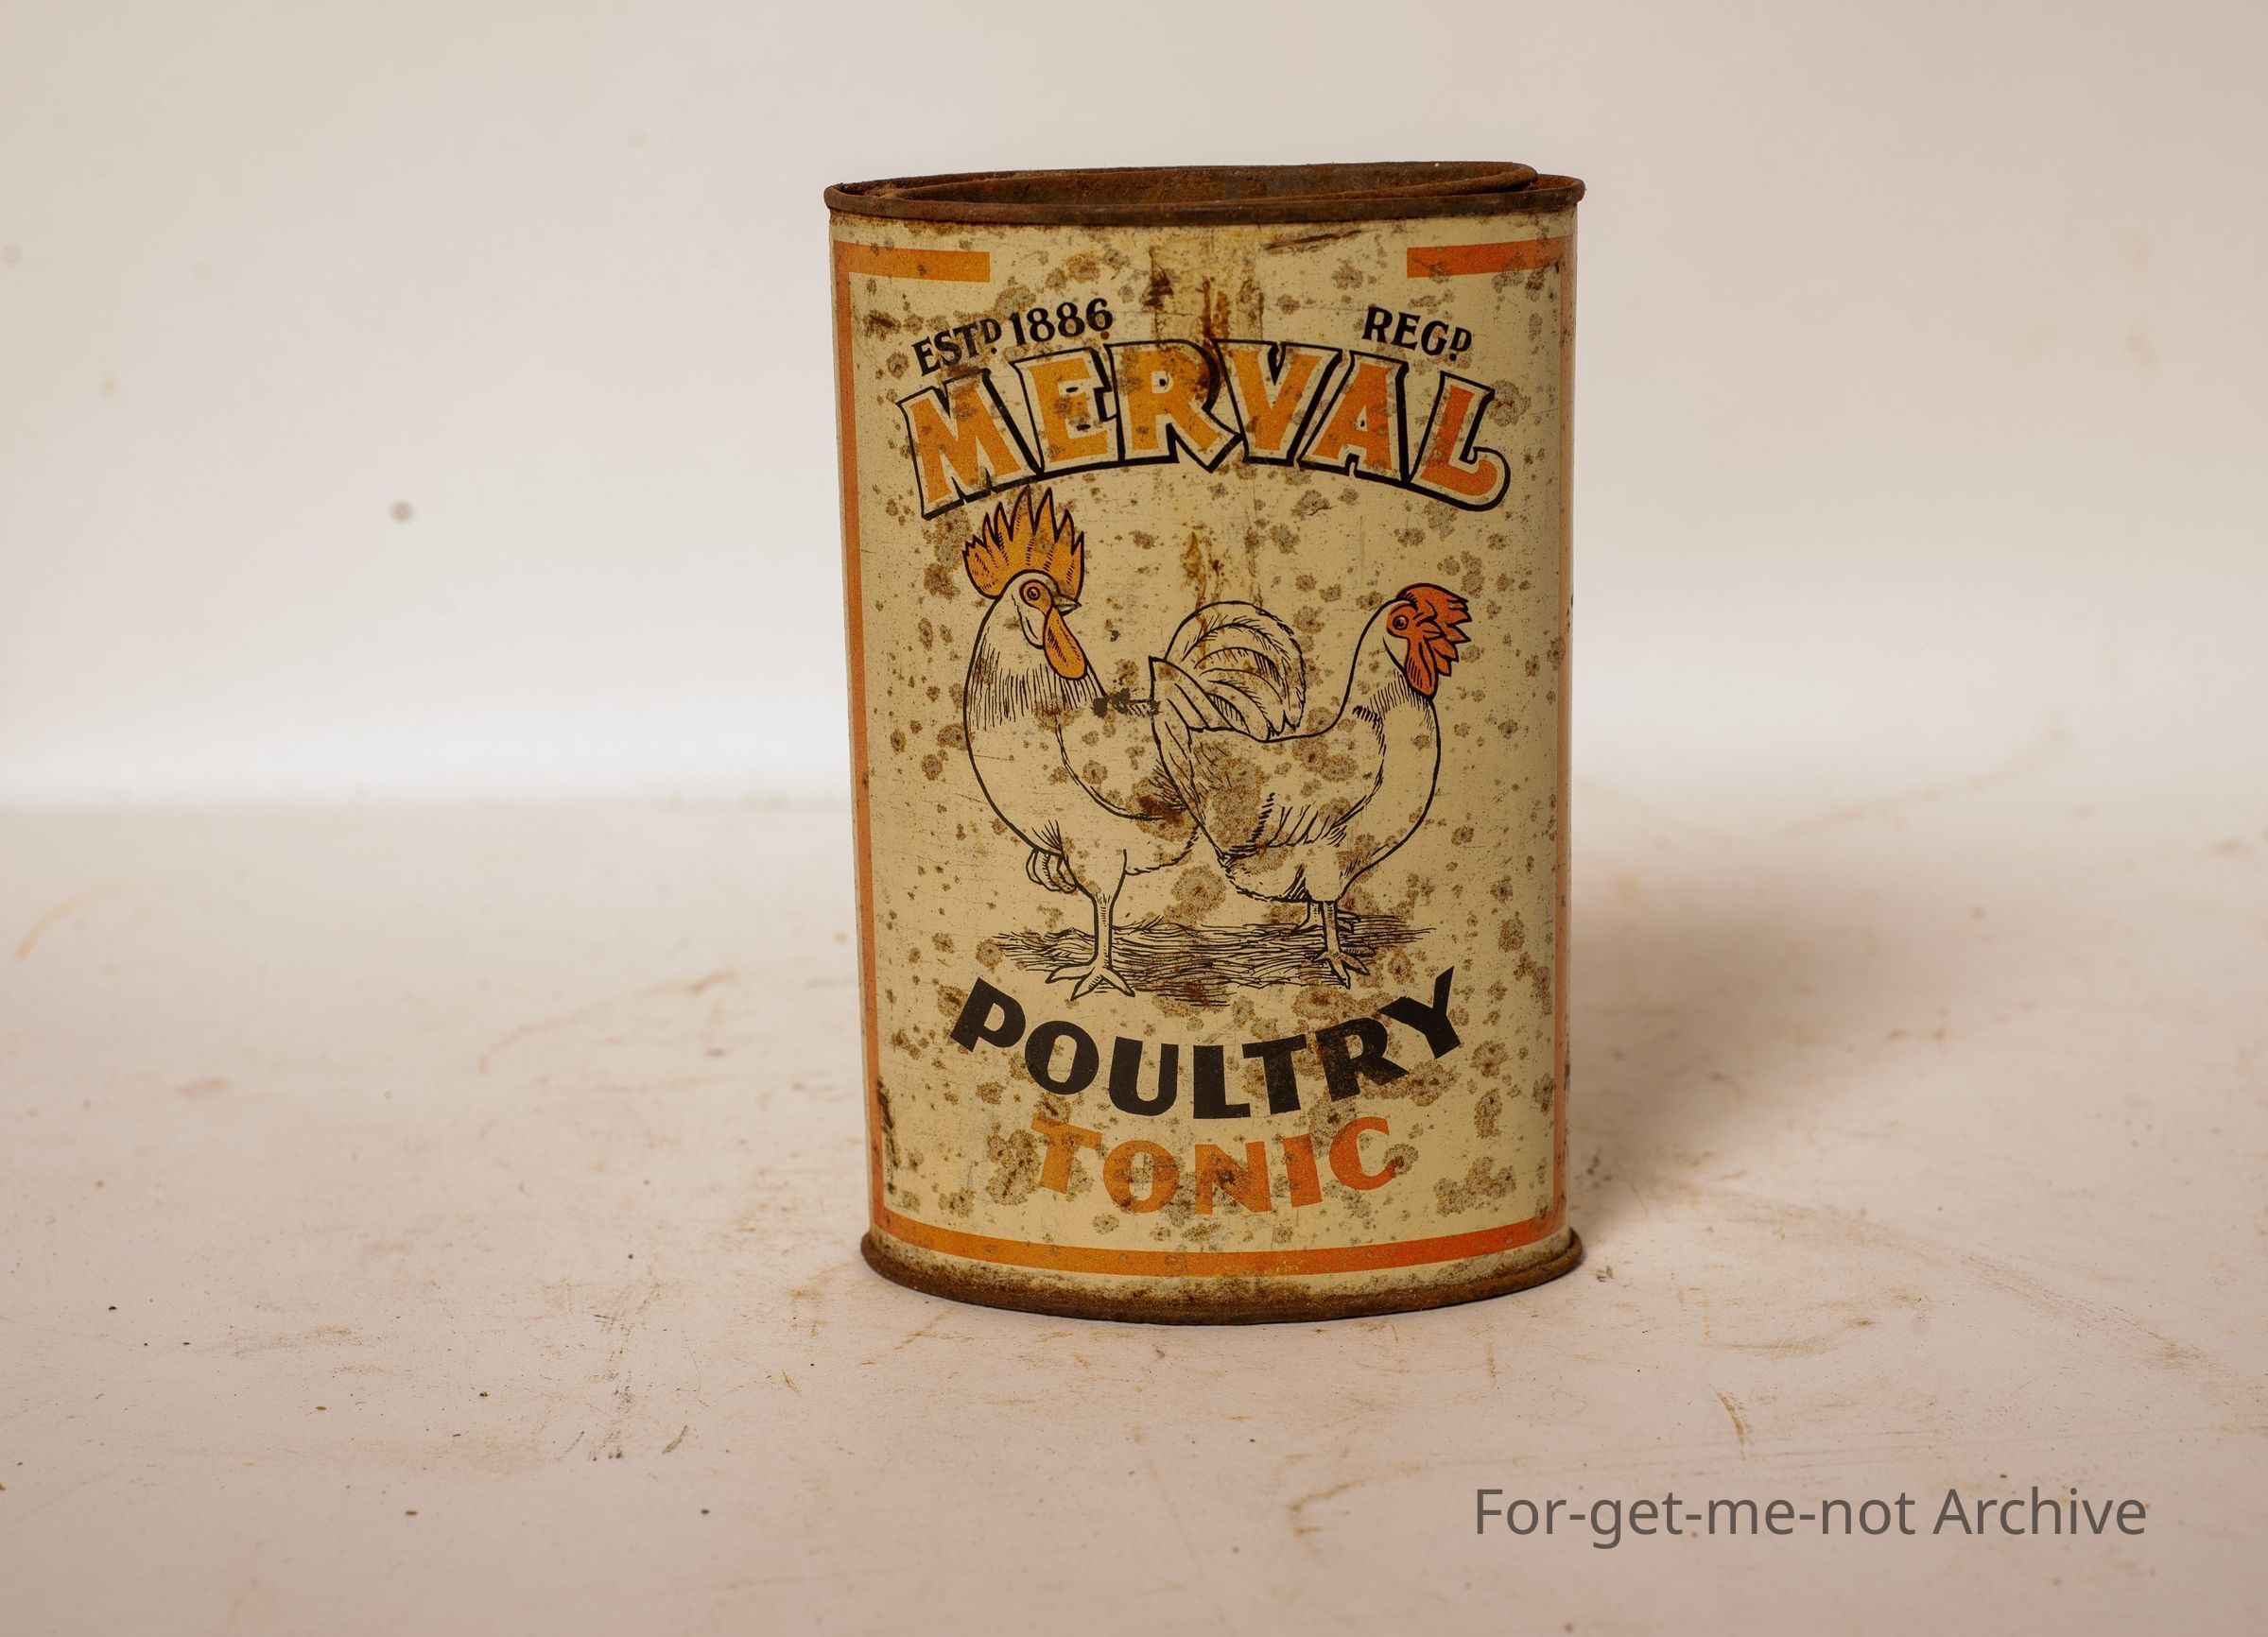 ESTD 1886 REGD
MERVAL
POULTRY
TONIC
For-get-me-not Archive